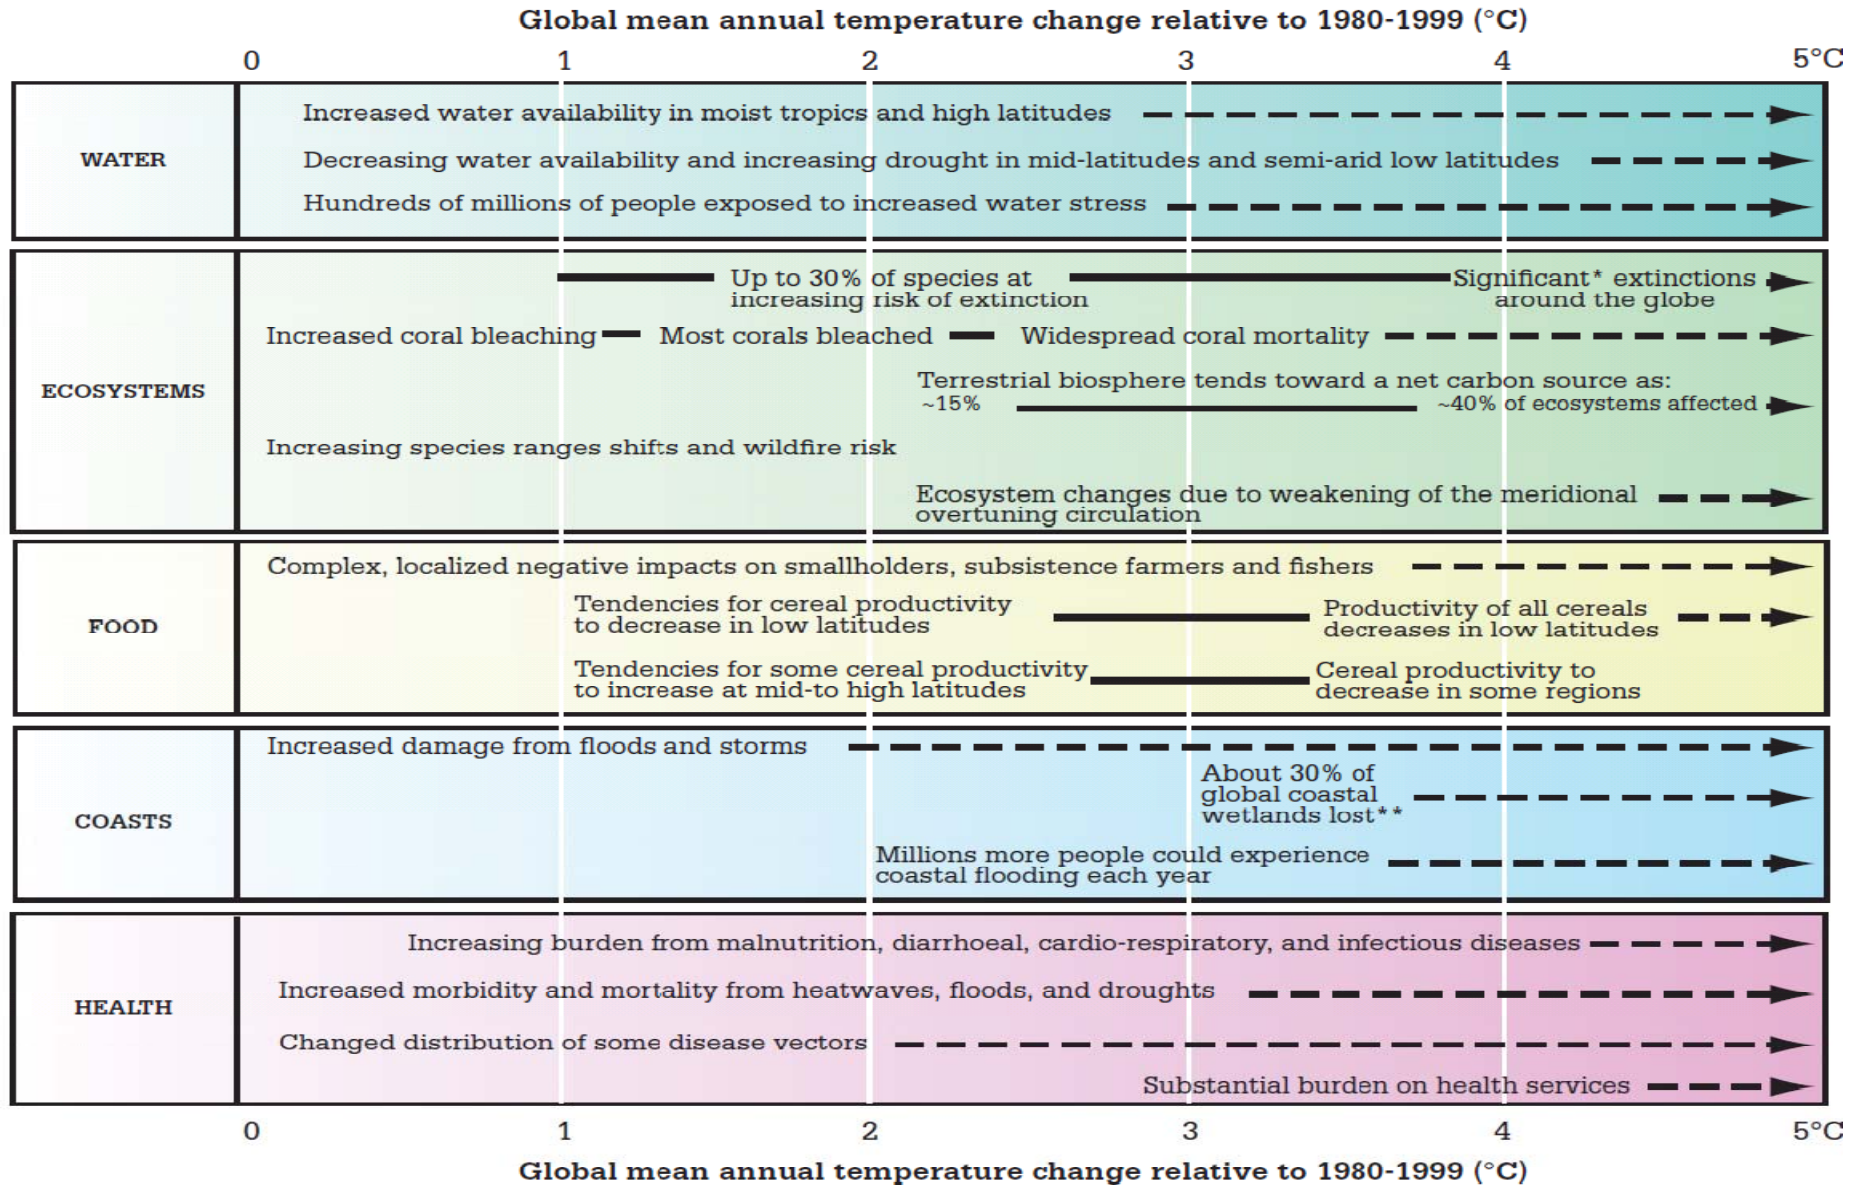 Global mean annual temperature change relative to 1980-1999 (°C)
0 1 2 3 4 5°C
WATER
Increased water availability in moist tropics and high latitudes
Decreasing water availability and increasing drought in mid-latitudes and semi-arid low latitudes
Hundreds of millions of people exposed to increased water stress
ECOSYSTEMS
Up to 30% of species at
increasing risk of extinction
Significant* extinctions
around the globe
Increased coral bleaching
Most corals bleached
Widespread coral mortality
Terrestrial biosphere tends toward a net carbon source as:
~15%
~40% of ecosystems affected
Increasing species ranges shifts and wildfire risk
Ecosystem changes due to weakening of the meridional
overtuning circulation
FOOD
Complex, localized negative impacts on smallholders, subsistence farmers and fishers
Tendencies for cereal productivity
to decrease in low latitudes
Productivity of all cereals
decreases in low latitudes
Tendencies for some cereal productivity
to increase at mid-to high latitudes
Cereal productivity to
decrease in some regions
COASTS
Increased damage from floods and storms
About 30% of
global coastal
wetlands lost**
Millions more people could experience
coastal flooding each year
HEALTH
Increasing burden from malnutrition, diarrhoeal, cardio-respiratory, and infectious diseases
Increased morbidity and mortality from heatwaves, floods, and droughts
Changed distribution of some disease vectors
Substantial burden on health services
0 1 2 3 4 5°C
Global mean annual temperature change relative to 1980-1999 (°C)